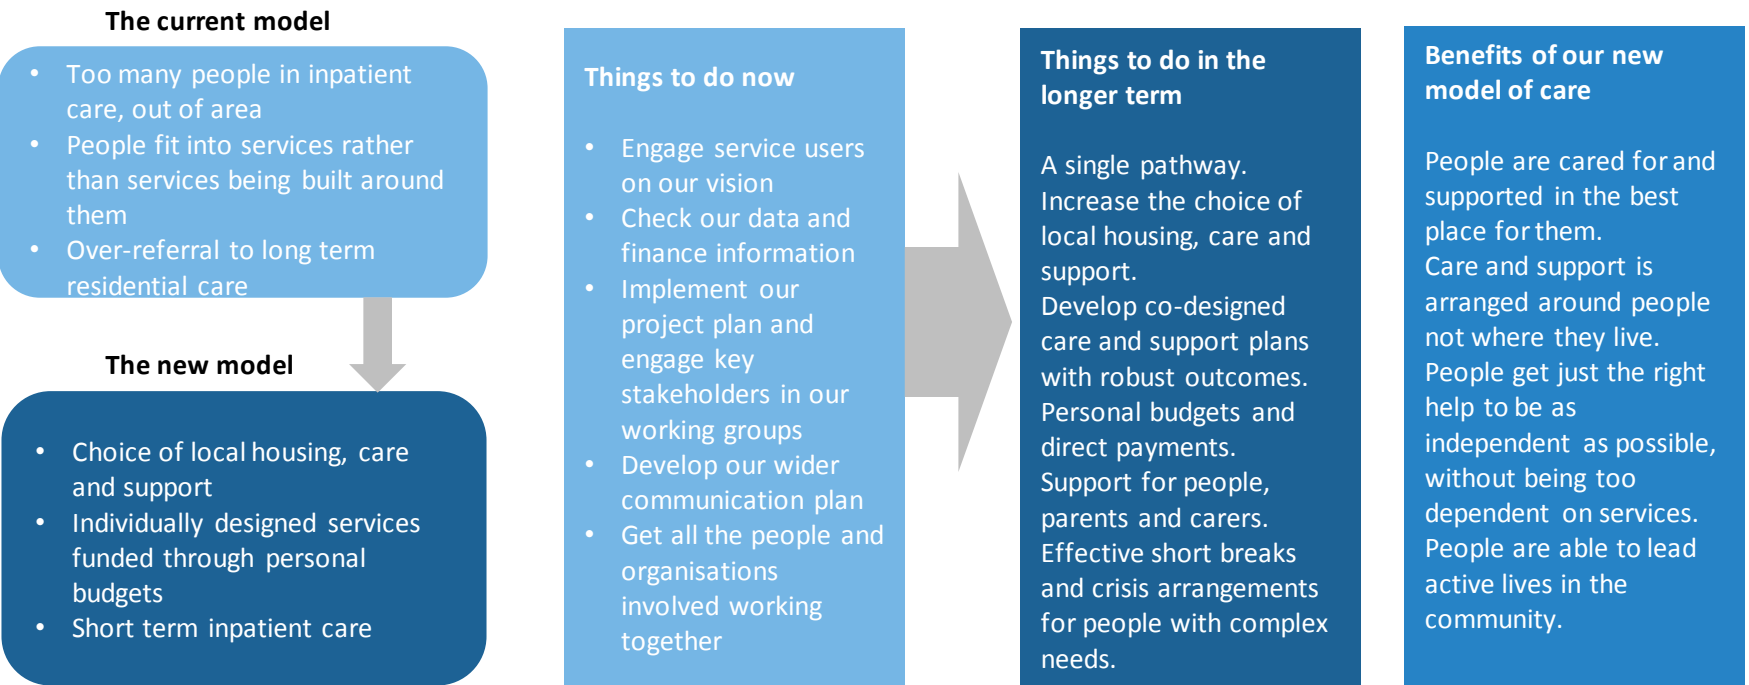 The current model
• Too many people in inpatient
care, out of area
• People fit into services rather
than services being built around
them
• Over-referral to long term
residential care
The new model
• Choice of local housing, care
and support
• Individually designed services
funded through personal
budgets
• Short term inpatient care
Things to do now
• Engage service users
on our vision
• Check our data and
finance information
• Implement our
project plan and
engage key
stakeholders in our
working groups
• Develop our wider
communication plan
• Get all the people and
organisations
involved working
together
Things to do in the
longer term
A single pathway.
Increase the choice of
local housing, care and
support.
Develop co-designed
care and support plans
with robust outcomes.
Personal budgets and
direct payments.
Support for people,
parents and carers.
Effective short breaks
and crisis arrangements
for people with complex
needs.
Benefits of our new
model of care
People are cared for and
supported in the best
place for them.
Care and support is
arranged around people
not where they live.
People get just the right
help to be as
independent as possible,
without being too
dependent on services.
People are able to lead
active lives in the
community.